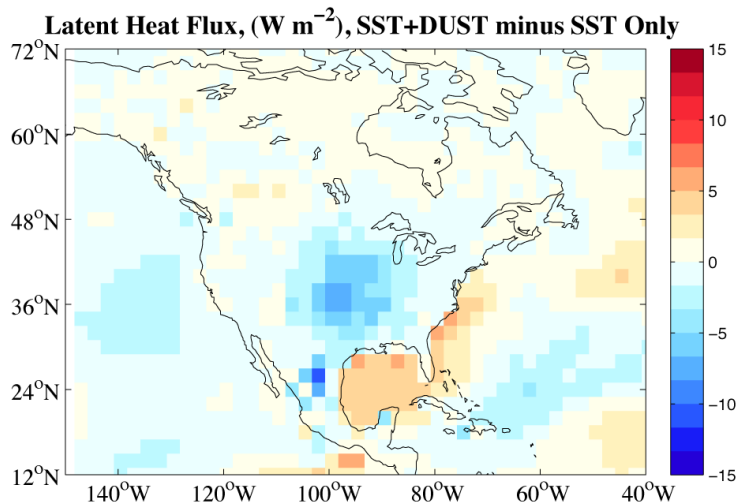 Latent Heat Flux, (W m−2), SST+DUST minus SST Only
72°N
60°N
48°N
36°N
24°N
12°N
140°W 120°W 100°W 80°W 60°W 40°W
15
10
5
0
−5
−10
−15